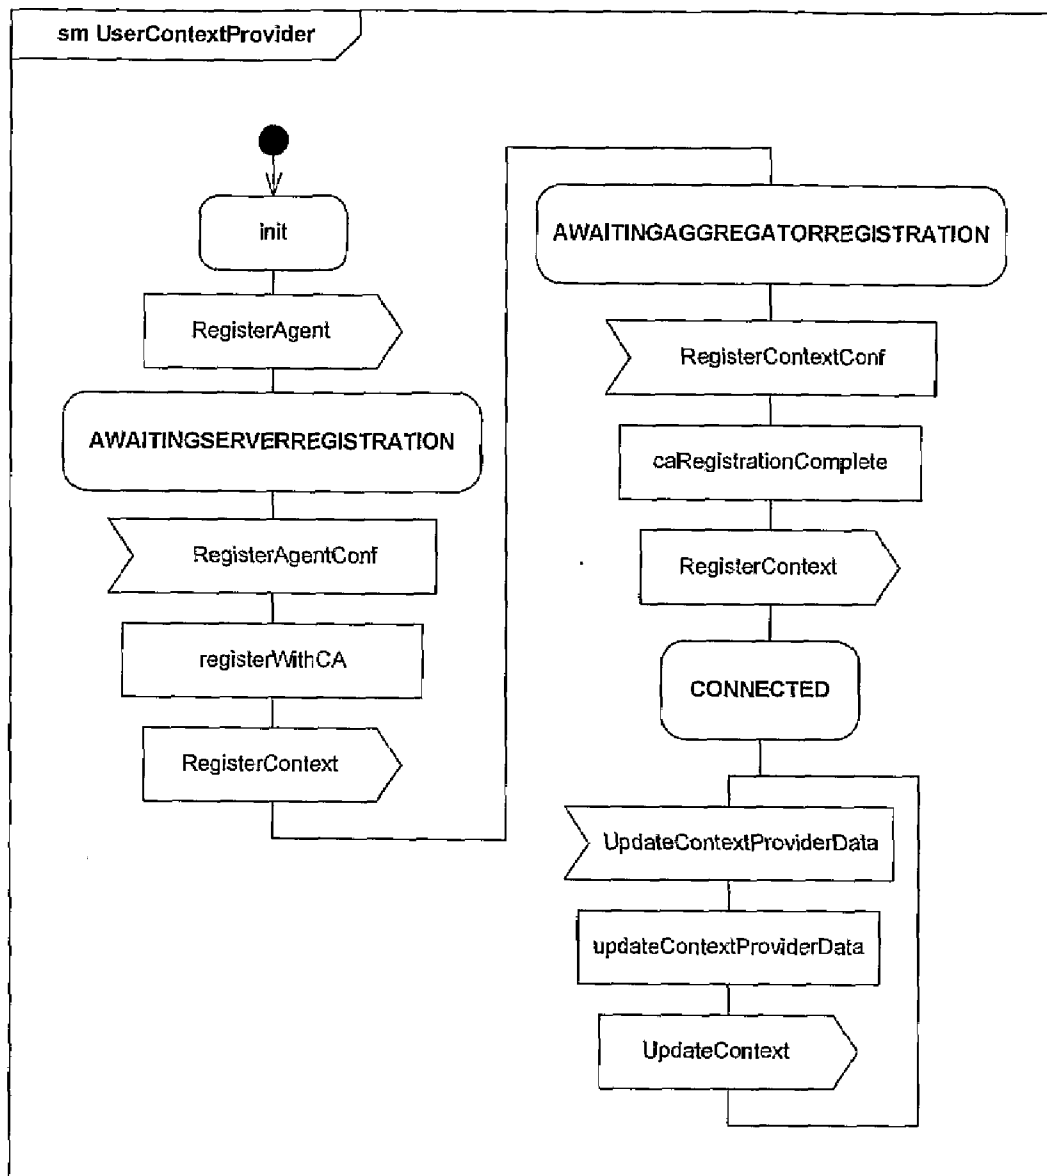 sm UserContextProvider
init
RegisterAgent
AWAITINGSERVERREGISTRATION
RegisterAgentConf
registerWithCA
RegisterContext
AWAITINGAGGREGATORREGISTRATION
RegisterContextConf
caRegistrationComplete
RegisterContext
CONNECTED
UpdateContextProviderData
updateContextProviderData
UpdateContext